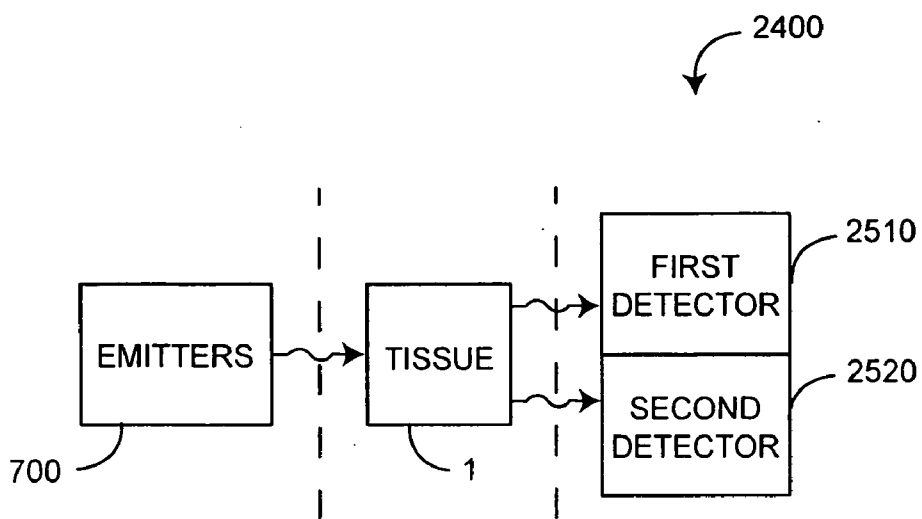 2400
2510
FIRST
DETECTOR
EMITTERS
TISSUE
2520
SECOND
DETECTOR
700
1